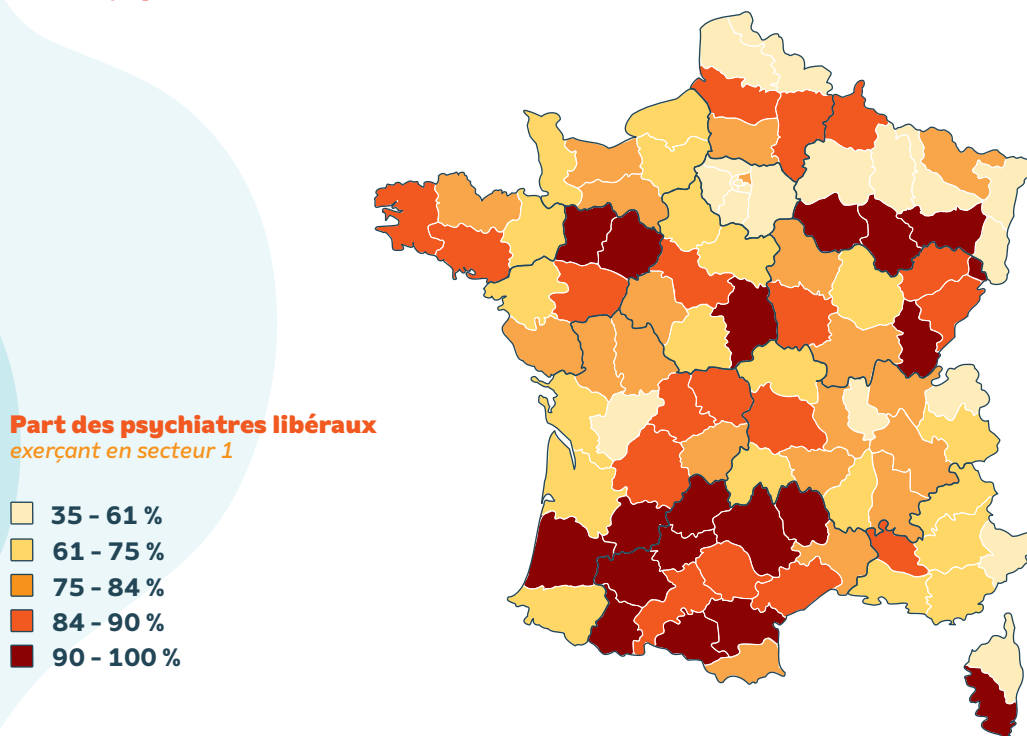 Part des psychiatres libéraux
exerçant en secteur 1
35 - 61 %
61 - 75 %
75 - 84 %
84 - 90 %
90 - 100 %